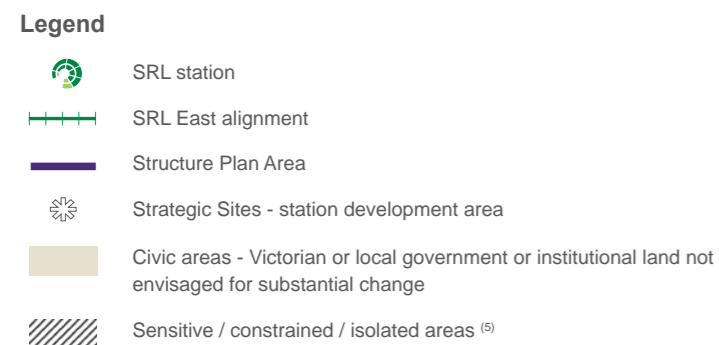 Legend
SRL station
SRL East alignment
Structure Plan Area
Strategic Sites - station development area
Civic areas - Victorian or local government or institutional land not
envisaged for substantial change
Sensitive / constrained / isolated areas (5)